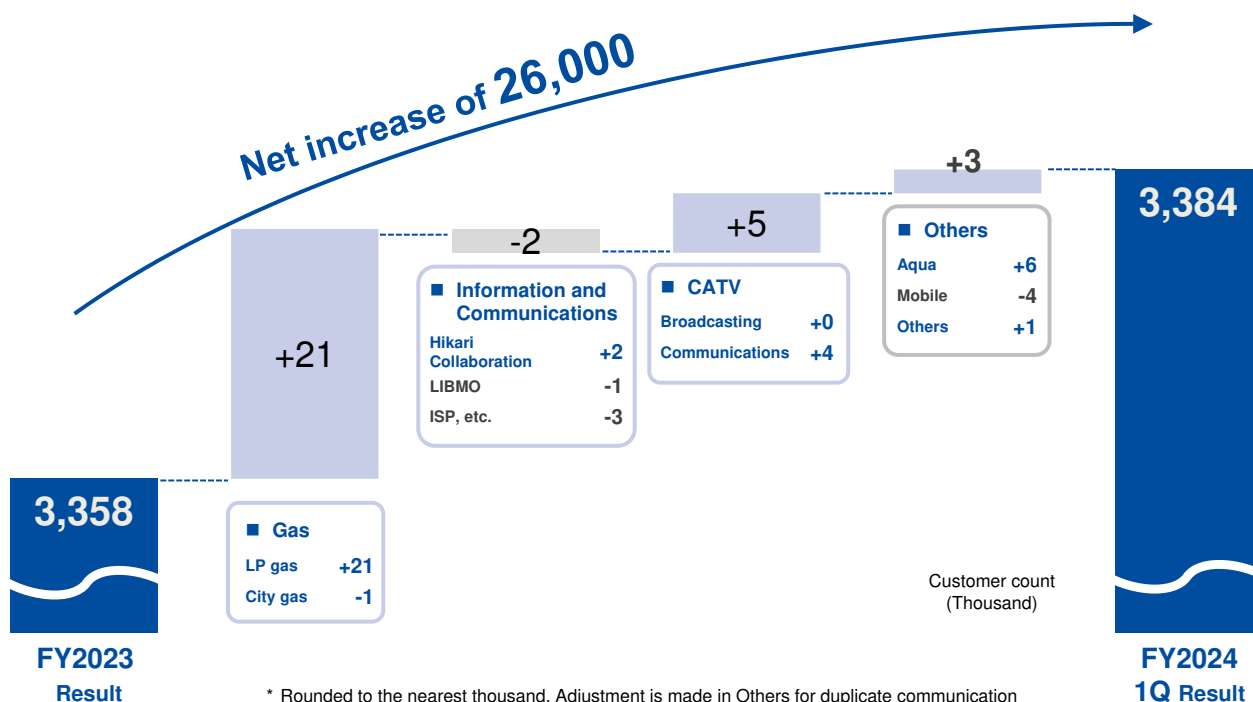 Net increase of 26,000
3,358
FY2023
Result
+21
■ Gas
LP gas +21
City gas -1
-2
■ Information and
Communications
Hikari
Collaboration +2
LIBMO -1
ISP, etc. -3
+5
■ CATV
Broadcasting +0
Communications +4
+3
■ Others
Aqua +6
Mobile -4
Others +1
3,384
FY2024
1Q Result
Customer count
(Thousand)
* Rounded to the nearest thousand. Adjustment is made in Others for duplicate communication